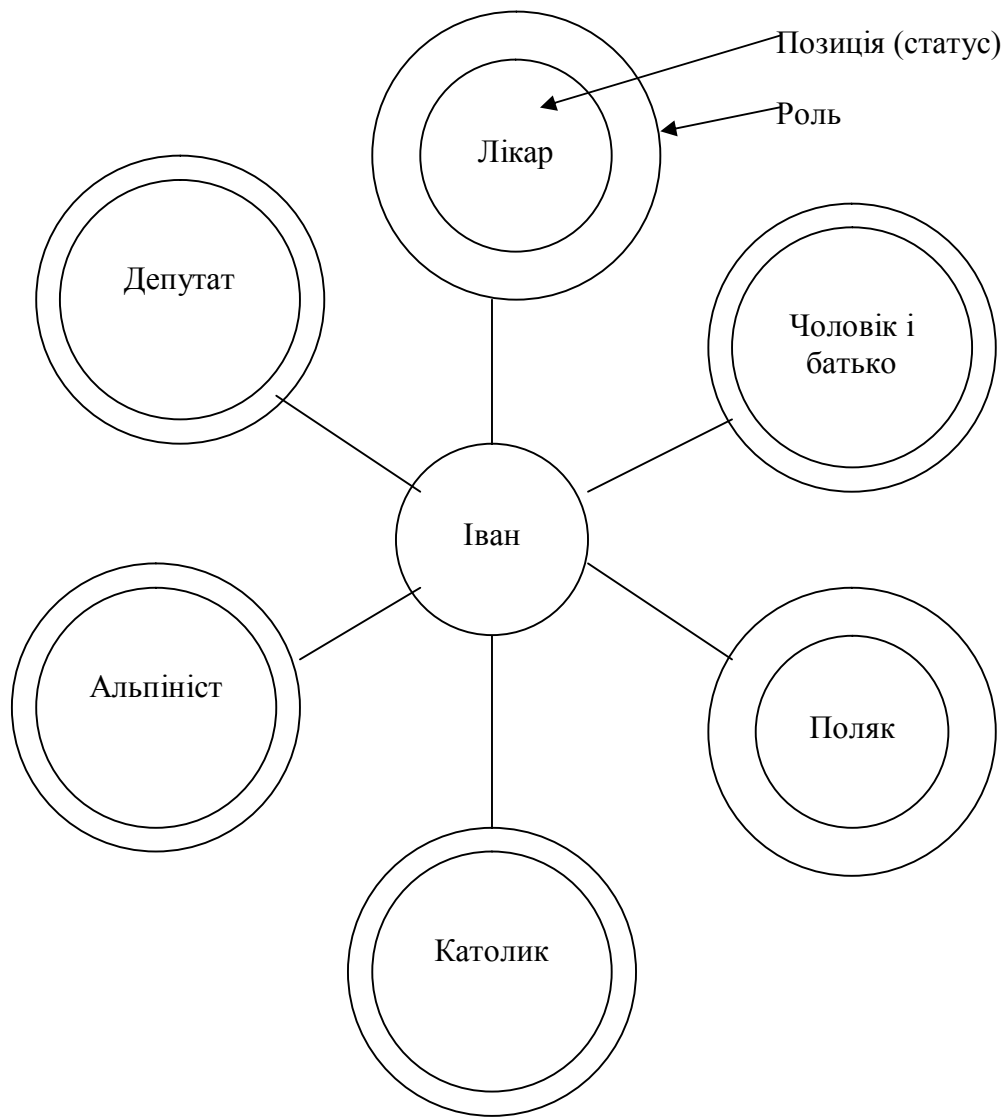 Позиція (статус)
Роль
Лікар
Депутат
Чоловік і
батько
Іван
Альпініст
Поляк
Католик